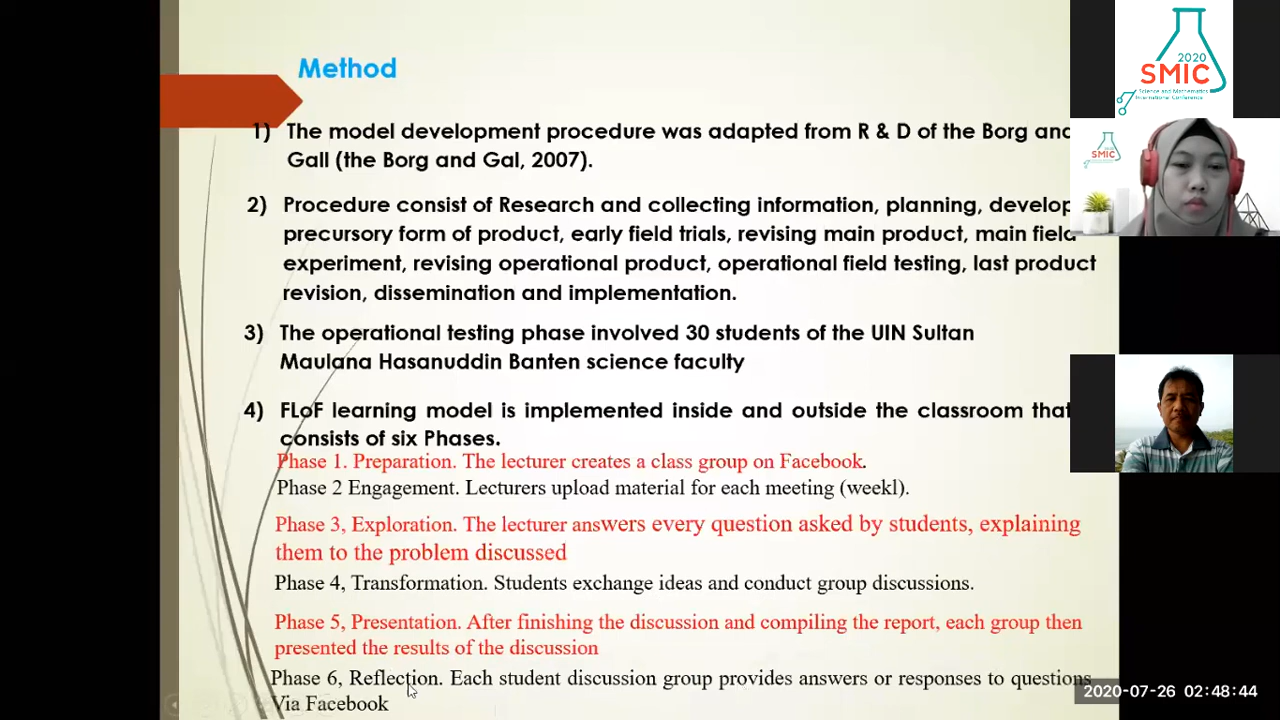 Method
1) The model development procedure was adapted from R & D of the Borg and
Gall (the Borg and Gal, 2007).
2) Procedure consist of Research and collecting information, planning, develop
precursory form of product, early field trials, revising main product, main field
experiment, revising operational product, operational field testing, last product
revision, dissemination and implementation.
3) The operational testing phase involved 30 students of the UIN Sultan
Maulana Hasanuddin Banten science faculty
4) FLoF learning model is implemented inside and outside the classroom that
consists of six Phases.
Phase 1. Preparation. The lecturer creates a class group on Facebook.
Phase 2 Engagement. Lecturers upload material for each meeting (weekl).
Phase 3, Exploration. The lecturer answers every question asked by students, explaining
them to the problem discussed
Phase 4, Transformation. Students exchange ideas and conduct group discussions.
Phase 5, Presentation. After finishing the discussion and compiling the report, each group then
presented the results of the discussion
Phase 6, Reflection. Each student discussion group provides answers or responses to questions
Via Facebook
2020
SMIC
Science and Mathematics
International Conference
SMIC
2020-07-26 02:48:44